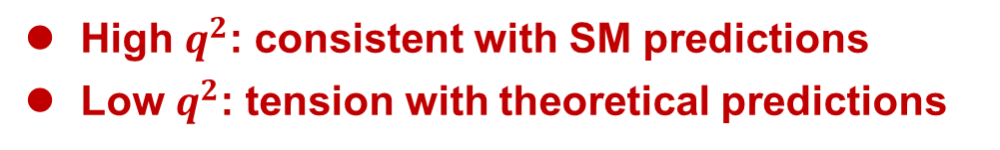 ● High q²: consistent with SM predictions
● Low q²: tension with theoretical predictions